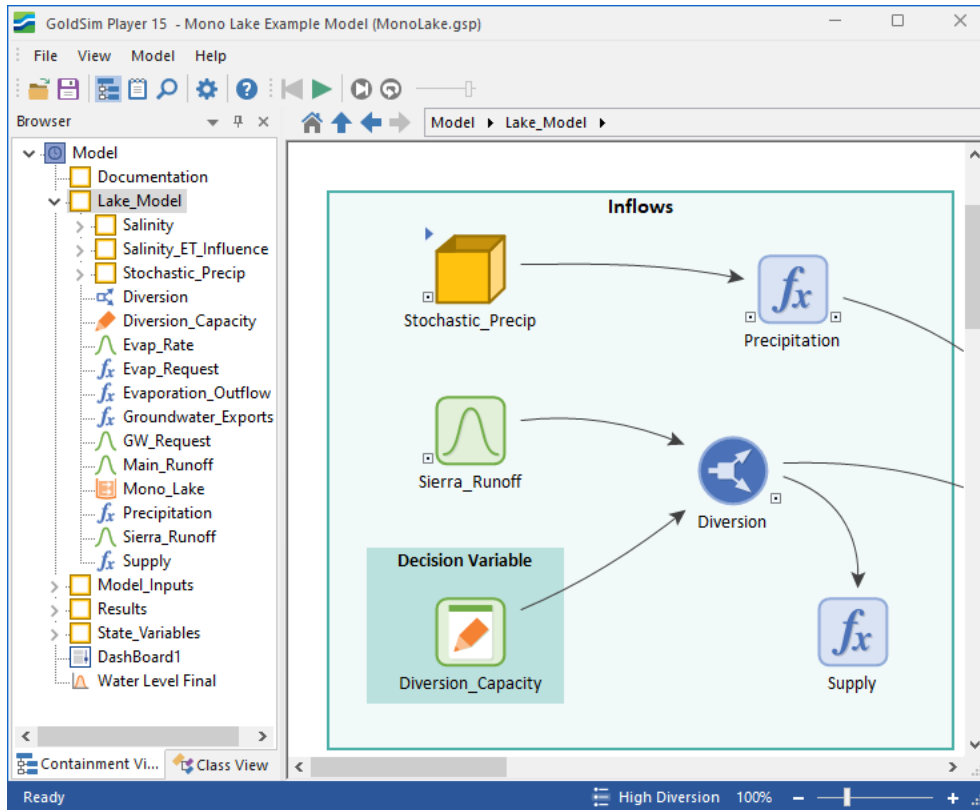 GoldSim Player 15 - Mono Lake Example Model (MonoLake.gsp)
File View Model Help
Browser
Model Lake_Model
Model
Documentation
Lake_Model
Salinity
Salinity_ET_Influence
Stochastic_Precip
Diversion
Diversion_Capacity
Evap_Rate
Evap_Request
Evaporation_Outflow
Groundwater_Exports
GW_Request
Main_Runoff
Mono_Lake
Precipitation
Sierra_Runoff
Supply
Model_Inputs
Results
State_Variables
DashBoard1
Water Level Final
Containment Vi... Class View
Inflows
Stochastic_Precip
fx
Precipitation
Sierra_Runoff
Diversion
Decision Variable
Diversion_Capacity
fx
Supply
Ready High Diversion 100%